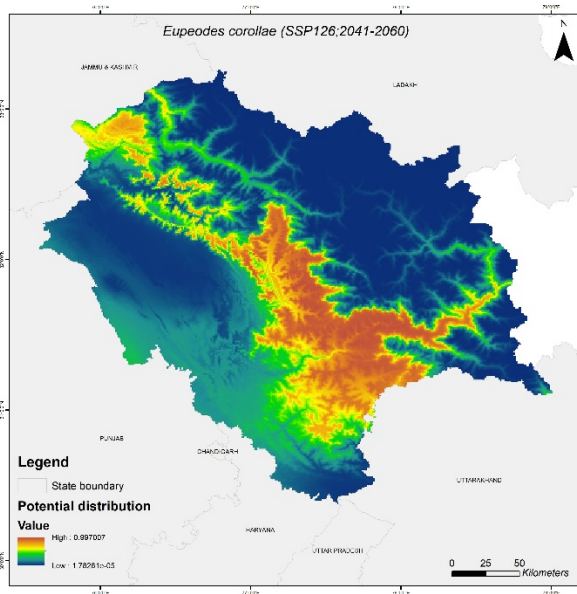 Eupeodes corollae (SSP126;2041-2060)
N
JAMMU & KASHMIR
LADAKH
PUNJAB
CHANDIGARH
UTTARAKHAND
HARYANA
UTTAR PRADESH
Legend
State boundary
Potential distribution
Value
High : 0.997007
Low : 1.78261e-05
0 25 50
Kilometers